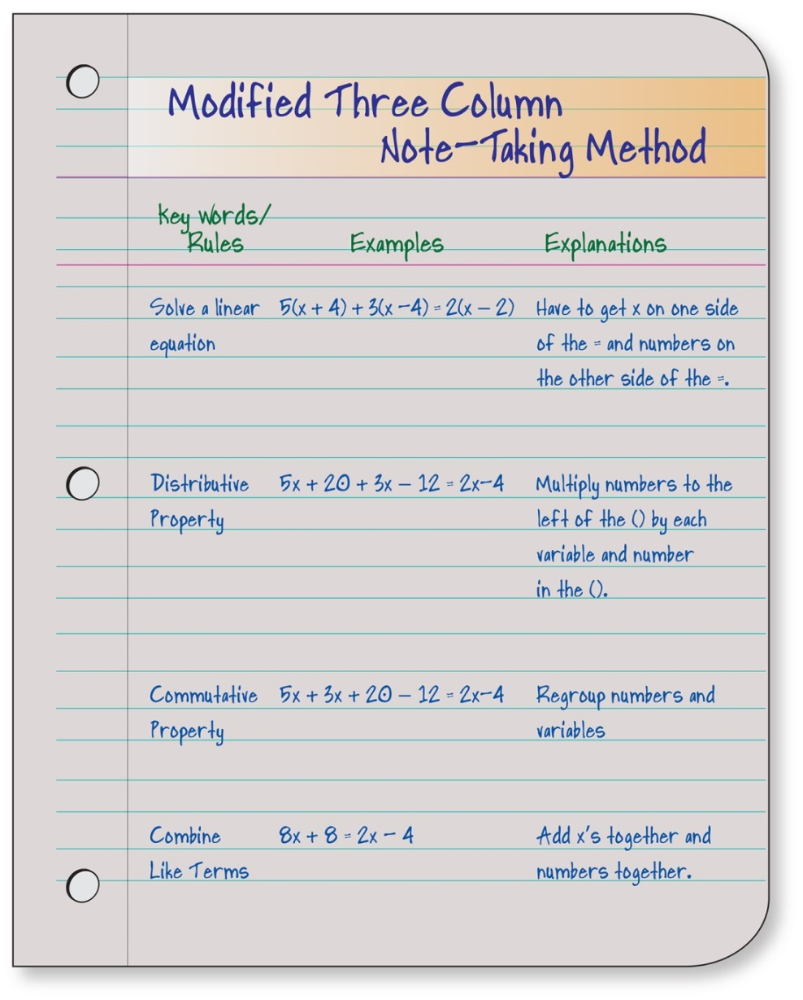 Modified Three Column
Note-Taking Method
Key Words/
Rules Examples Explanations
Solve a linear 5(x + 4) + 3(x - 4) = 2(x - 2) Have to get x on one side
equation of the = and numbers on
the other side of the =.
Distributive 5x + 20 + 3x - 12 = 2x-4 Multiply numbers to the
Property left of the () by each
variable and number
in the ().
Commutative 5x + 3x + 20 - 12 = 2x-4 Regroup numbers and
Property variables
Combine 8x + 8 = 2x - 4 Add x's together and
Like Terms numbers together.